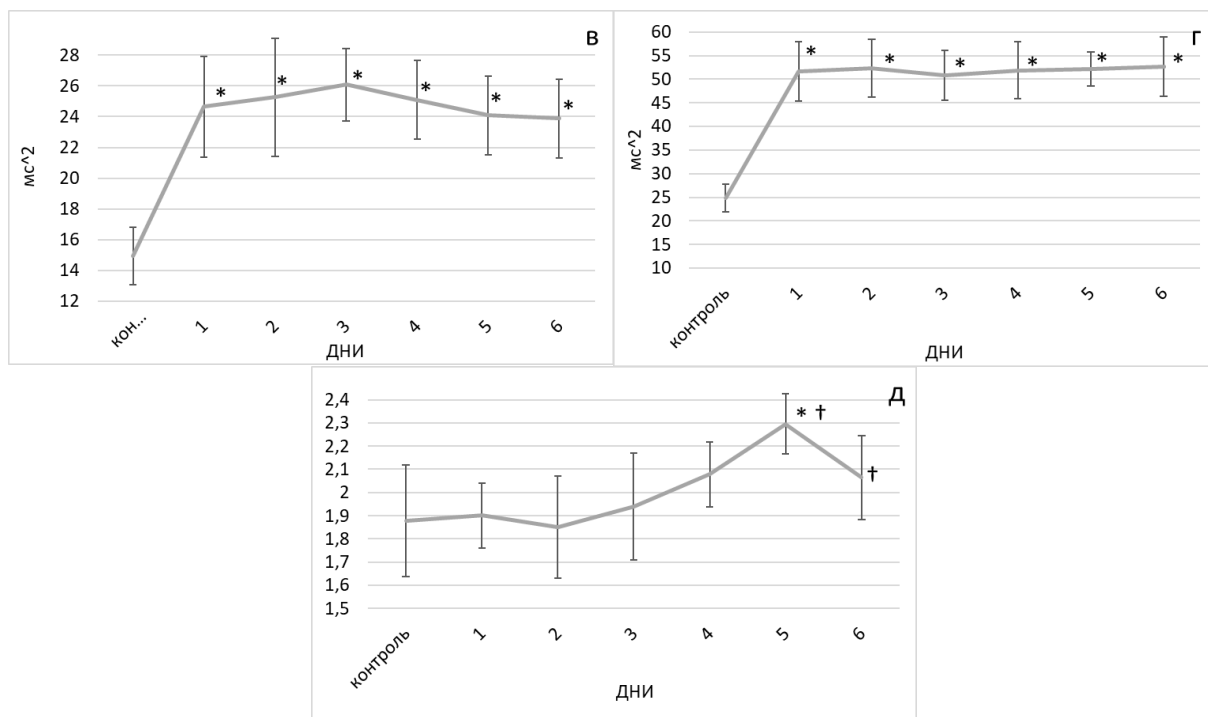 В
28
26
24
22
20
18
16
14
12
мс^2
* * * * * *
кон... 1 2 3 4 5 6
ДНИ
Г
60
55
50
45
40
35
30
25
20
15
10
мс^2
* * * * * *
контроль 1 2 3 4 5 6
ДНИ
Д
2,4
2,3
2,2
2,1
2
1,9
1,8
1,7
1,6
1,5
* †
†
контроль 1 2 3 4 5 6
ДНИ